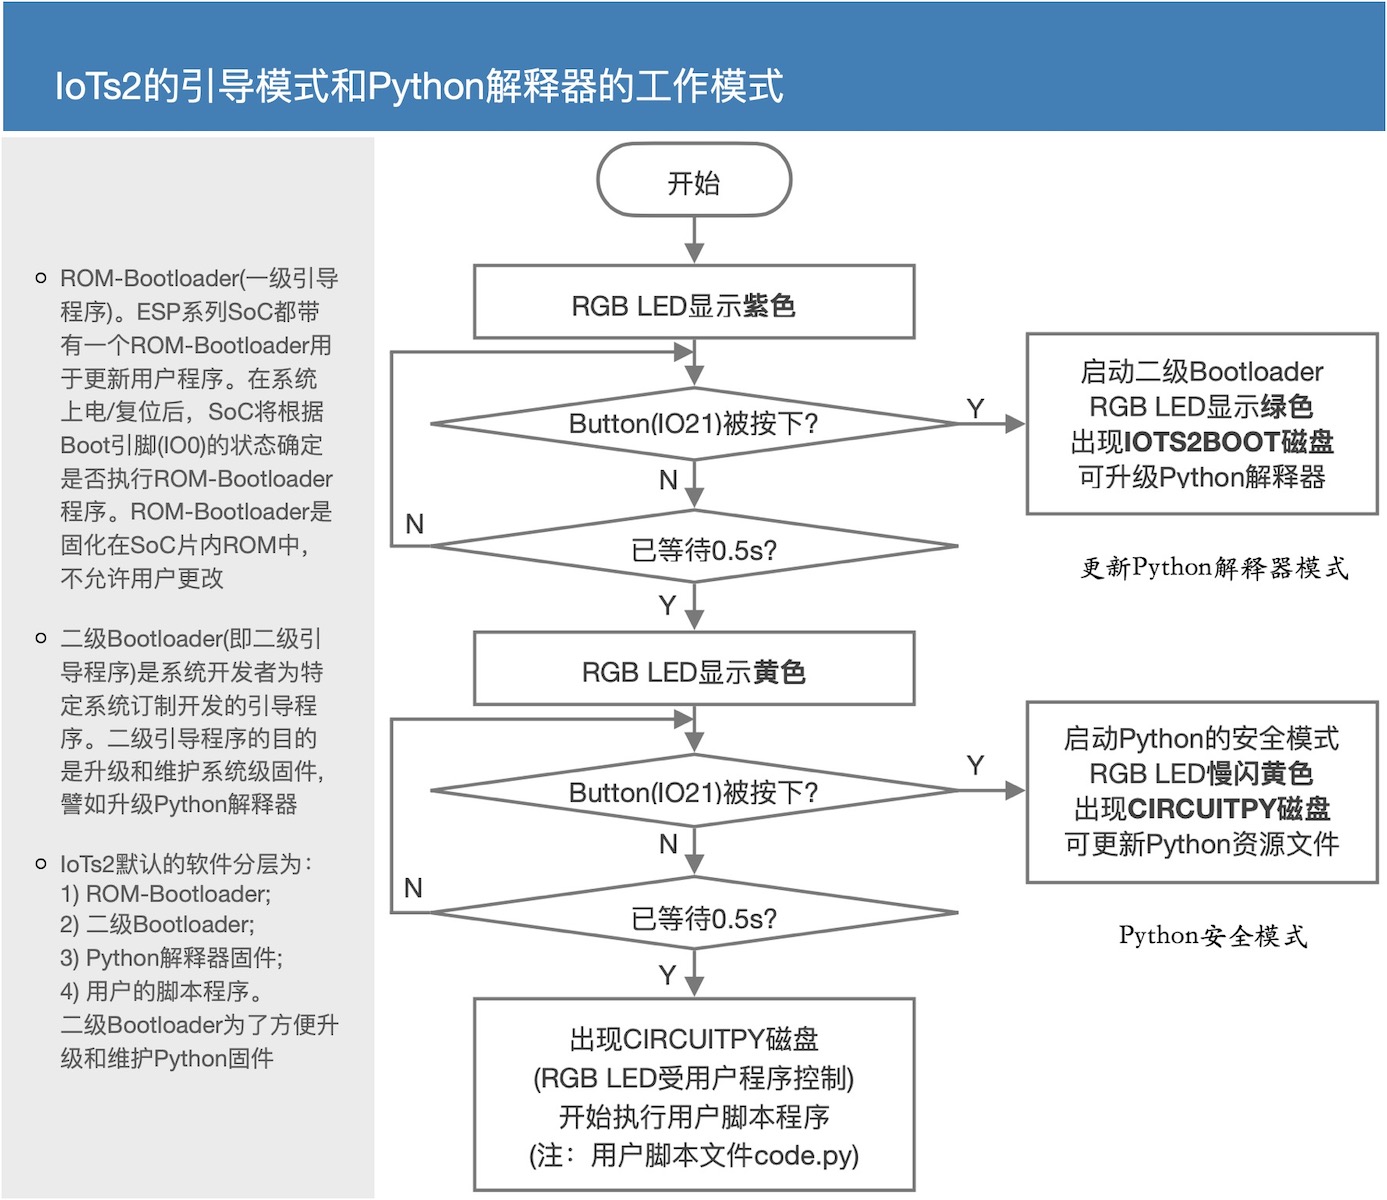 IoTs2的引导模式和Python解释器的工作模式
ROM-Bootloader(一级引导
程序)。ESP系列SoC都带
有一个ROM-Bootloader用
于更新用户程序。在系统
上电/复位后，SoC将根据
Boot引脚(IO0)的状态确定
是否执行ROM-Bootloader
程序。ROM-Bootloader是
固化在SoC片内ROM中，
不允许用户更改
二级Bootloader(即二级引
导程序)是系统开发者为特
定系统订制开发的引导程
序。二级引导程序的目的
是升级和维护系统级固件，
譬如升级Python解释器
IoTs2默认的软件分层为：
1) ROM-Bootloader;
2) 二级Bootloader;
3) Python解释器固件;
4) 用户的脚本程序。
二级Bootloader为了方便升
级和维护Python固件
开始
RGB LED显示紫色
Button(IO21)被按下?
Y
启动二级Bootloader
RGB LED显示绿色
出现IOTS2BOOT磁盘
可升级Python解释器
更新Python解释器模式
N
N
已等待0.5s?
Y
RGB LED显示黄色
Button(IO21)被按下?
Y
启动Python的安全模式
RGB LED慢闪黄色
出现CIRCUITPY磁盘
可更新Python资源文件
Python安全模式
N
N
已等待0.5s?
Y
出现CIRCUITPY磁盘
(RGB LED受用户程序控制)
开始执行用户脚本程序
(注：用户脚本文件code.py)